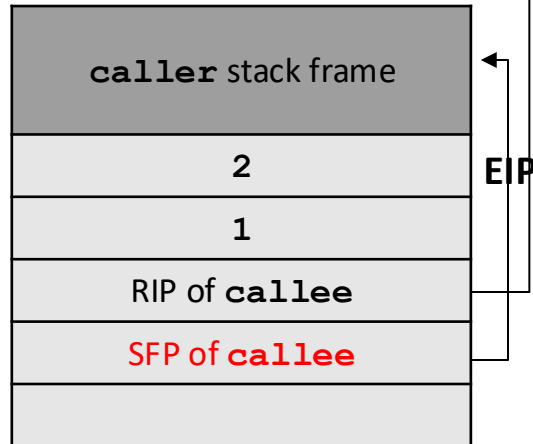 caller stack frame
2
EIP
1
RIP of callee
SFP of callee